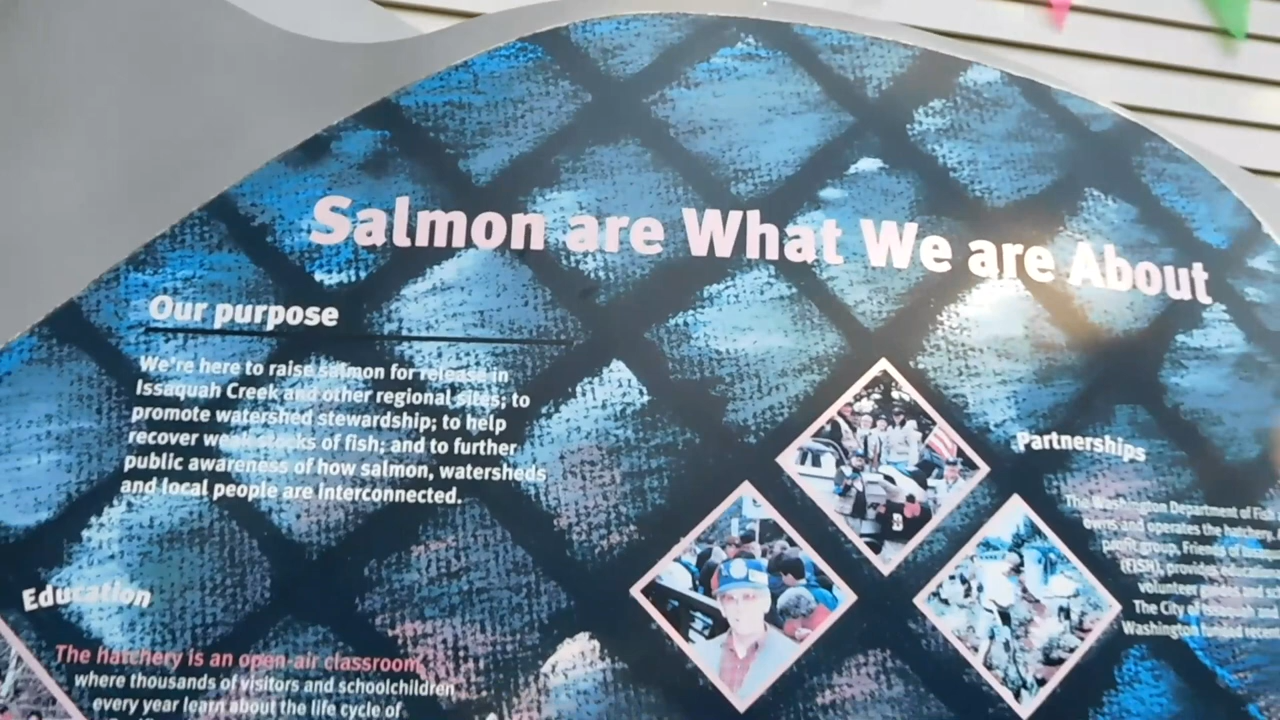 Salmon are What We are About
Our purpose
We're here to raise salmon for release in
Issaquah Creek and other regional sites; to
promote watershed stewardship; to help
recover weak stocks of fish; and to further
public awareness of how salmon, watersheds
and local people are interconnected.
Partnerships
The Washington Department of Fish
owns and operates the hatchery.
profit group, Friends of
(FISH), provides
volunteer and
The City of Issaquah and
Washington funded recent
Education
The hatchery is an open-air classroom,
where thousands of visitors and schoolchildren
every year learn about the life cycle of